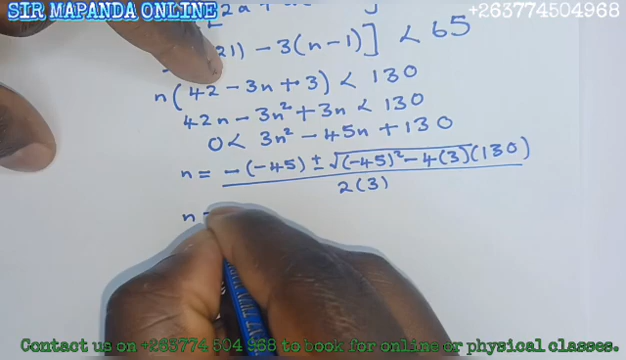 SIR MAPANDA ONLINE
+263774504968
21) - 3(n-1)] < 65
n(42 - 3n + 3) < 130
42n - 3n² + 3n < 130
0 < 3n² - 45n + 130
n = -(-45) ± √(-45)² - 4(3)(130)
2(3)
n =
Contact us on +263774 504 968 to book for online or physical classes.